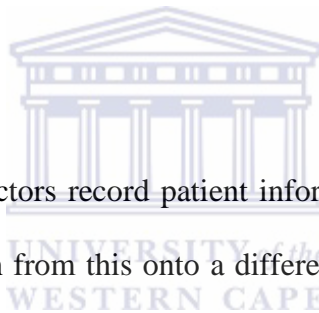 ctors record patient infor
UNIVERSITY of the
from this onto a differe
WESTERN CAPE